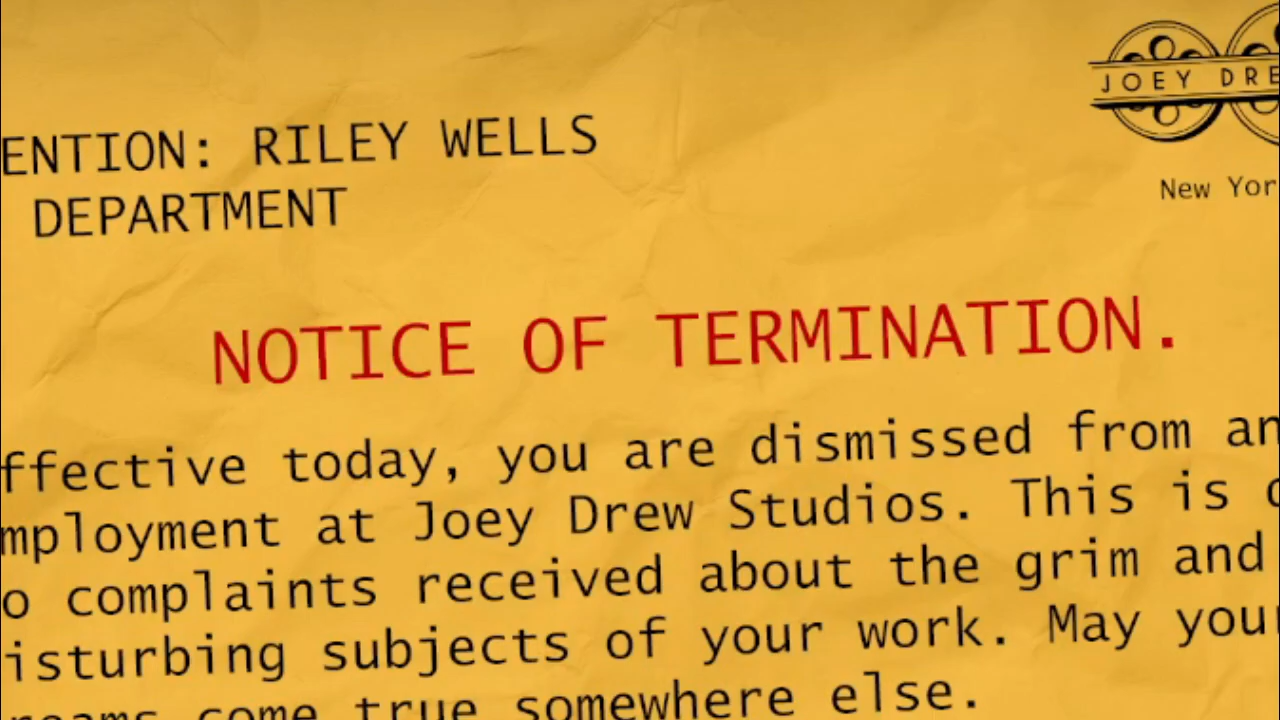 JOEY DRE
ENTION: RILEY WELLS
DEPARTMENT
New Yor
NOTICE OF TERMINATION.
ffective today, you are dismissed from an
mployment at Joey Drew Studios. This is
o complaints received about the grim and
isturbing subjects of your work. May your
reams come true somewhere else.